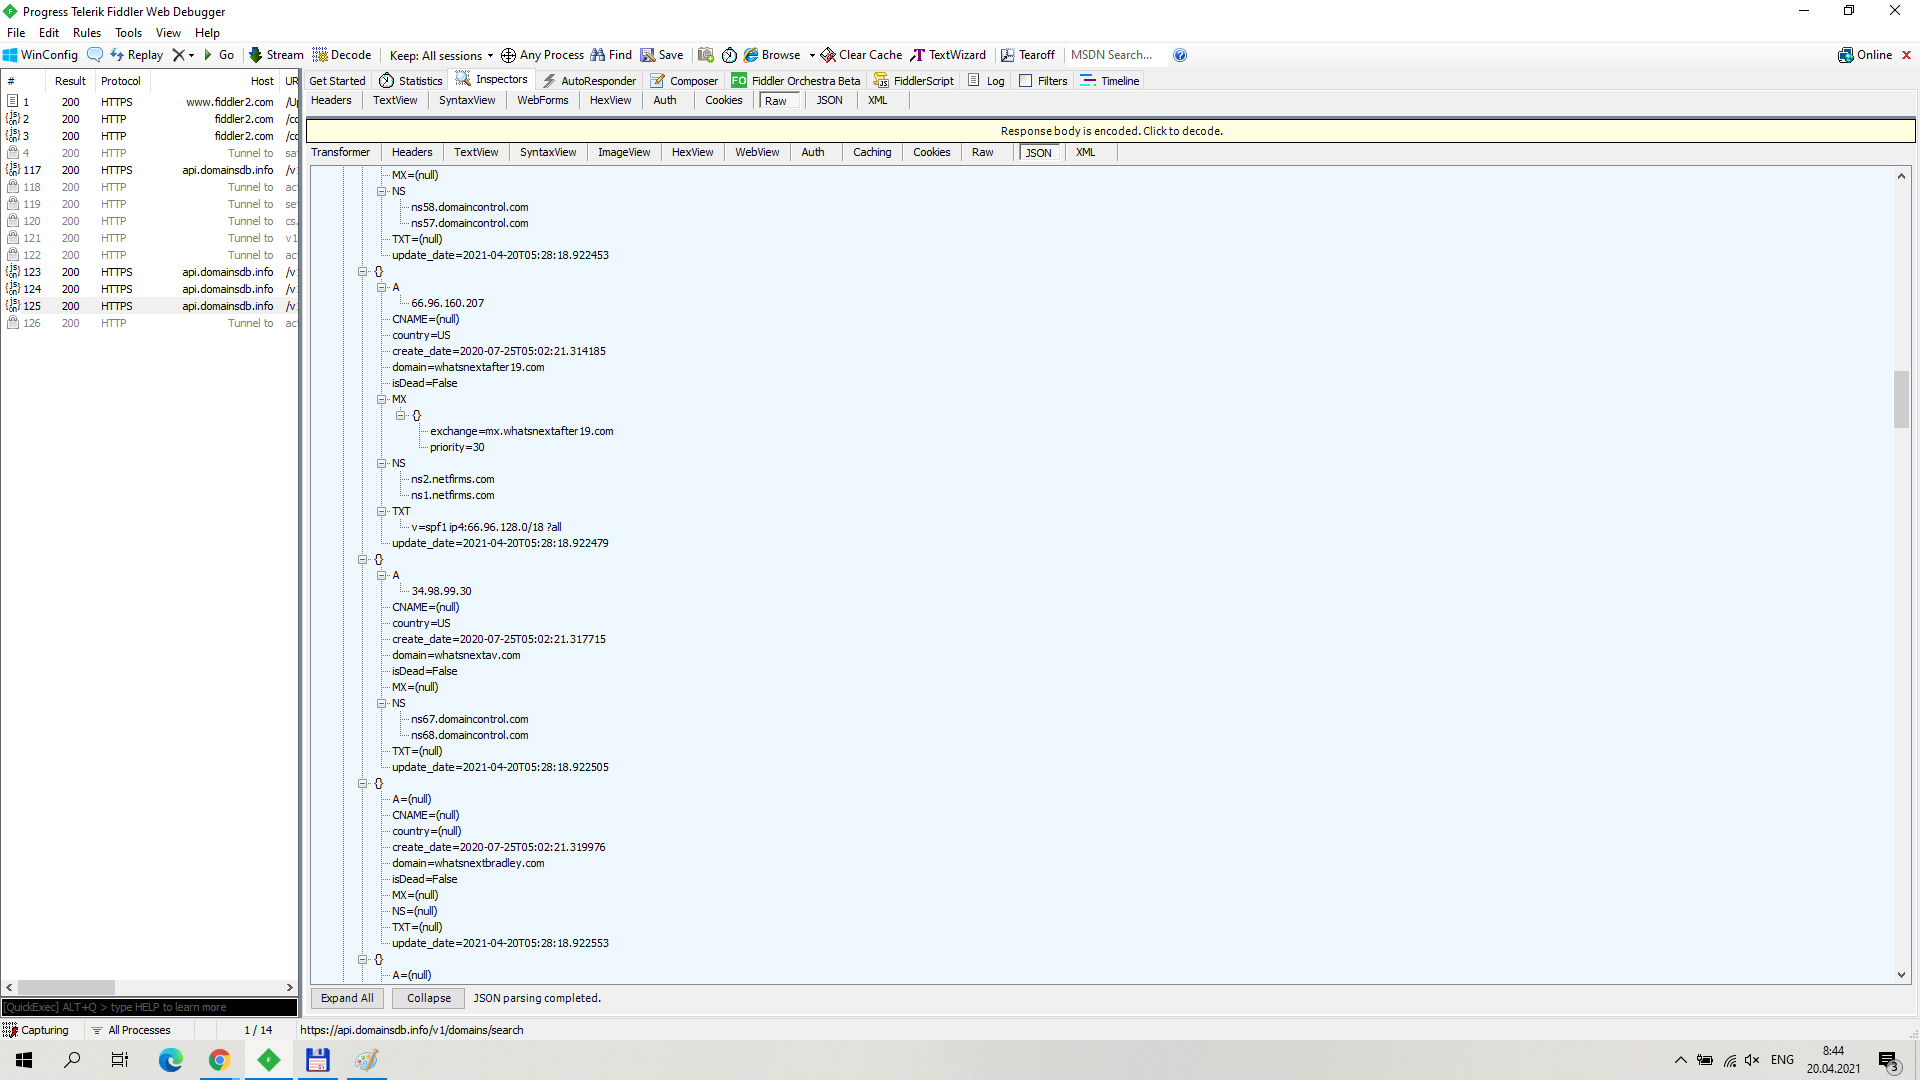 Progress Telerik Fiddler Web Debugger
File Edit Rules Tools View Help
WinConfig Replay Go Stream Decode Keep: All sessions Any Process Find Save Browse Clear Cache TextWizard Tearoff MSDN Search... Online
# Result Protocol Host UR
1 200 HTTPS www.fiddler2.com /U
2 200 HTTP fiddler2.com /co
3 200 HTTP fiddler2.com /co
4 200 HTTP Tunnel to sa
117 200 HTTPS api.domainsdb.info /v
118 200 HTTP Tunnel to ac
119 200 HTTP Tunnel to se
120 200 HTTP Tunnel to cs.
121 200 HTTP Tunnel to v1
122 200 HTTP Tunnel to ac
123 200 HTTPS api.domainsdb.info /v
124 200 HTTPS api.domainsdb.info /v
125 200 HTTPS api.domainsdb.info /v
126 200 HTTP Tunnel to ac
[QuickExec] ALT+Q > type HELP to learn more
Get Started Statistics Inspectors AutoResponder Composer FO Fiddler Orchestra Beta FiddlerScript Log Filters Timeline
Headers TextView SyntaxView WebForms HexView Auth Cookies Raw JSON XML
Response body is encoded. Click to decode.
Transformer Headers TextView SyntaxView ImageView HexView WebView Auth Caching Cookies Raw JSON XML
MX=(null)
NS
ns58.domaincontrol.com
ns57.domaincontrol.com
TXT=(null)
update_date=2021-04-20T05:28:18.922453
{}
A
66.96.160.207
CNAME=(null)
country=US
create_date=2020-07-25T05:02:21.314185
domain=whatsnextafter19.com
isDead=False
MX
{}
exchange=mx.whatsnextafter19.com
priority=30
NS
ns2.netfirms.com
ns1.netfirms.com
TXT
v=spf1 ip4:66.96.128.0/18 ?all
update_date=2021-04-20T05:28:18.922479
{}
A
34.98.99.30
CNAME=(null)
country=US
create_date=2020-07-25T05:02:21.317715
domain=whatsnextav.com
isDead=False
MX=(null)
NS
ns67.domaincontrol.com
ns68.domaincontrol.com
TXT=(null)
update_date=2021-04-20T05:28:18.922505
{}
A=(null)
CNAME=(null)
country=(null)
create_date=2020-07-25T05:02:21.319976
domain=whatsnextbradley.com
isDead=False
MX=(null)
NS=(null)
TXT=(null)
update_date=2021-04-20T05:28:18.922553
{}
A=(null)
Expand All Collapse JSON parsing completed.
Capturing All Processes 1 / 14 https://api.domainsdb.info/v1/domains/search
ENG 8:44
20.04.2021 3